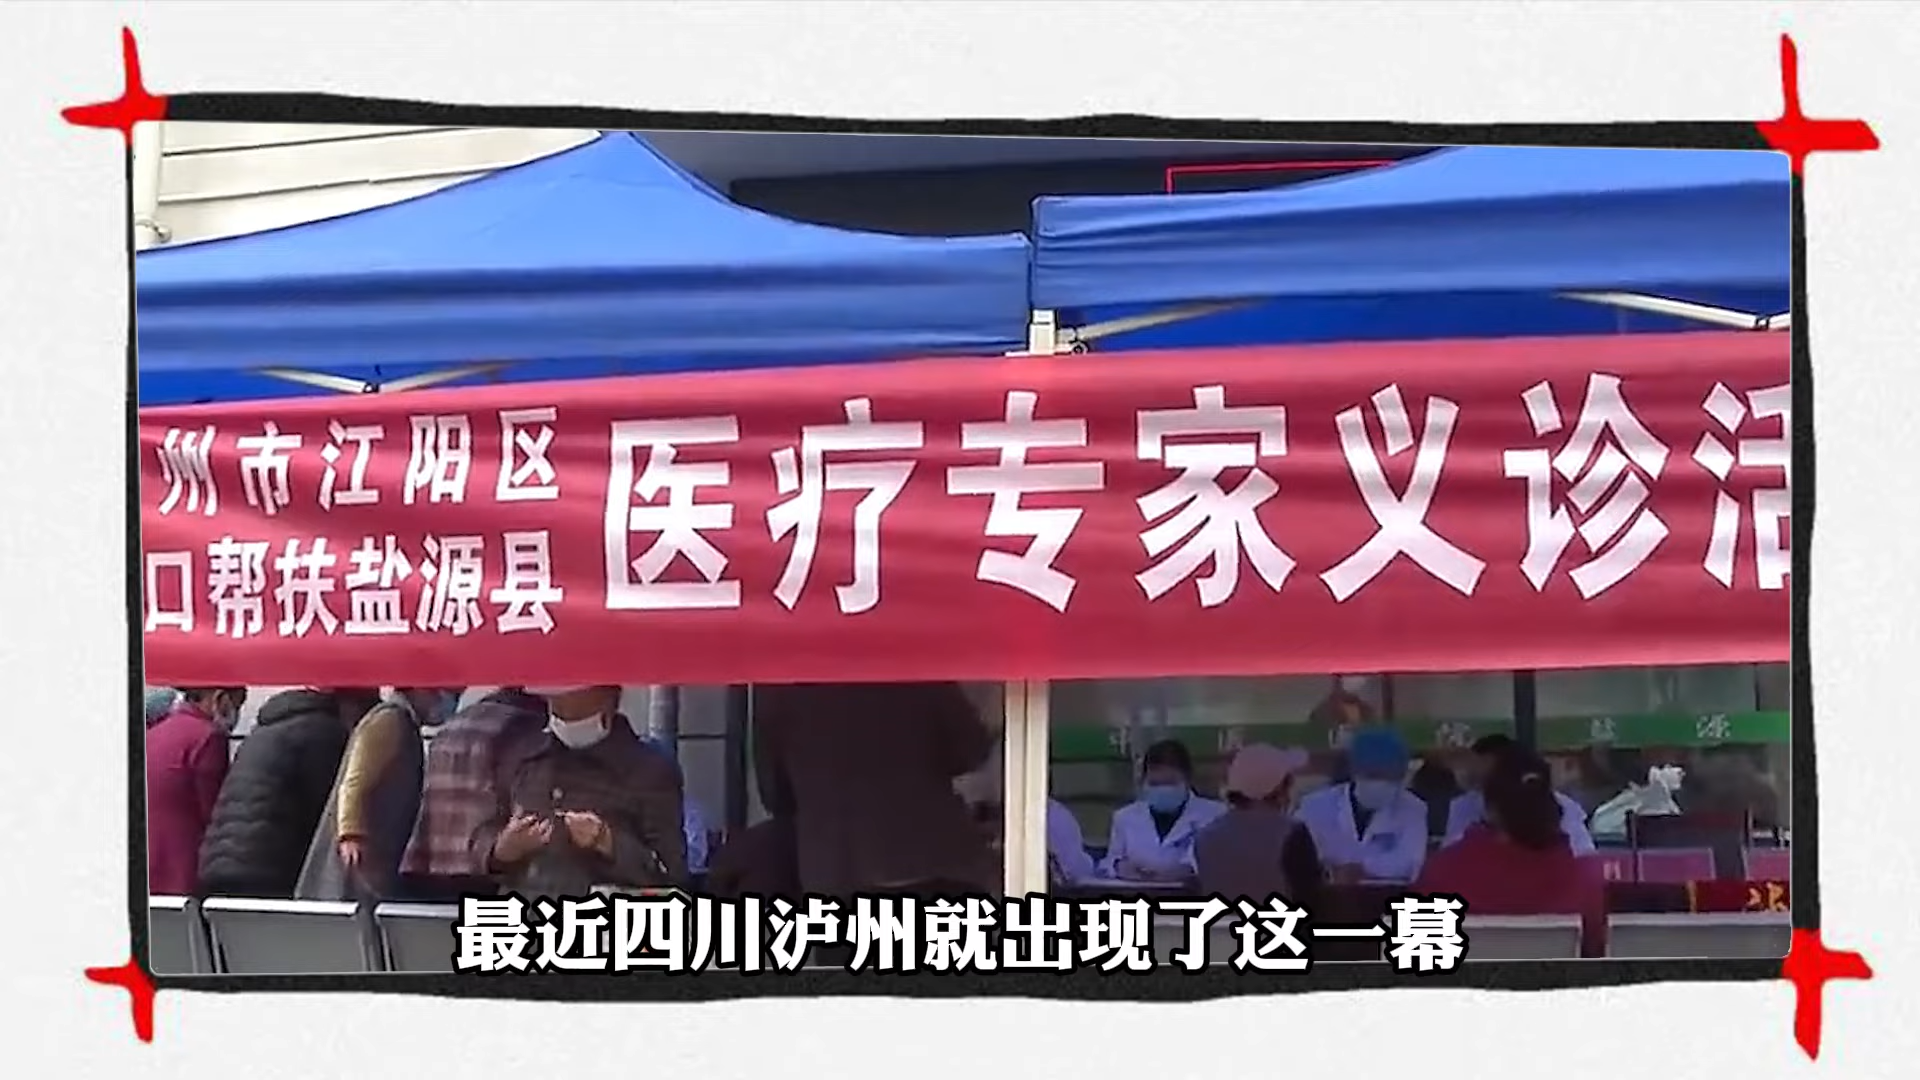 州市江阳区
口帮扶盐源县
医疗专家义诊活
源
最近四川泸州就出现了这一幕